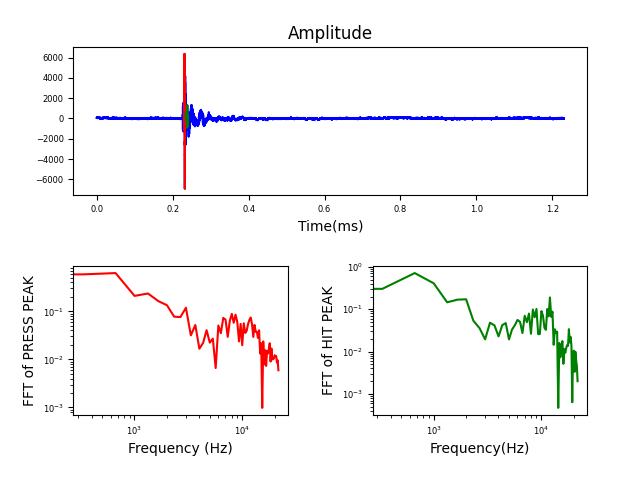 Amplitude
6000
4000
2000
0
−2000
−4000
−6000
0.0 0.2 0.4 0.6 0.8 1.0 1.2
Time(ms)
FFT of PRESS PEAK
10⁻¹
10⁻²
10⁻³
10³ 10⁴
Frequency (Hz)
FFT of HIT PEAK
10⁰
10⁻¹
10⁻²
10⁻³
10³ 10⁴
Frequency(Hz)